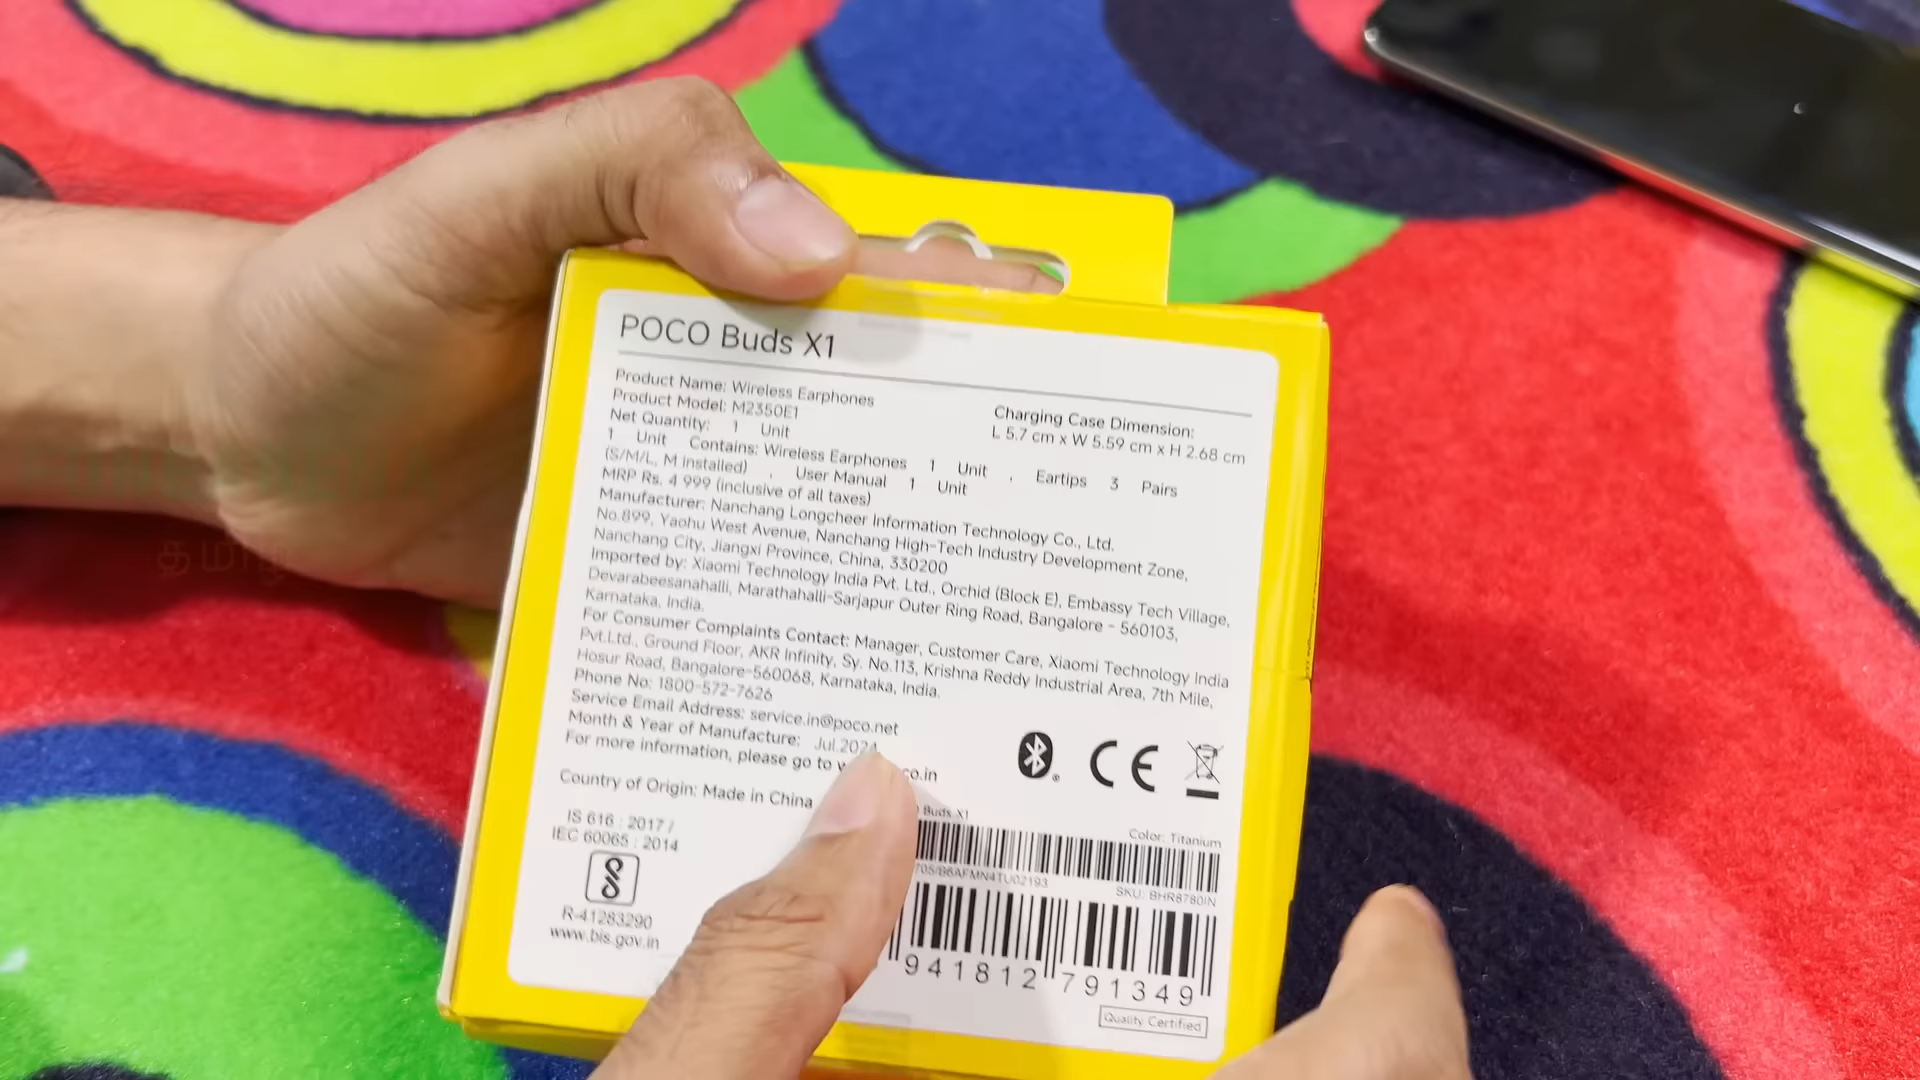 POCO Buds X1
Product Name: Wireless Earphones
Product Model: M2350E1
Net Quantity: 1 Unit
1 Unit Contains: Wireless Earphones 1 Unit , Eartips 3 Pairs
(S/M/L, M installed) , User Manual 1 Unit
MRP Rs. 4 999 (inclusive of all taxes)
Manufacturer: Nanchang Longcheer Information Technology Co., Ltd.
No.899, Yaohu West Avenue, Nanchang High-Tech Industry Development Zone,
Nanchang City, Jiangxi Province, China, 330200
Imported by: Xiaomi Technology India Pvt. Ltd., Orchid (Block E), Embassy Tech Village,
Devarabeesanahalli, Marathahalli-Sarjapur Outer Ring Road, Bangalore - 560103,
Karnataka, India.
For Consumer Complaints Contact: Manager, Customer Care, Xiaomi Technology India
Pvt.Ltd., Ground Floor, AKR Infinity, Sy. No.113, Krishna Reddy Industrial Area, 7th Mile,
Hosur Road, Bangalore-560068, Karnataka, India.
Phone No: 1800-572-7626
Service Email Address: service.in@poco.net
Month & Year of Manufacture: Jul.2024
For more information, please go to w co.in
Country of Origin: Made in China
Charging Case Dimension:
L 5.7 cm x W 5.59 cm x H 2.68 cm
CE
IS 616 : 2017 /
IEC 60065 : 2014
R-41283290
www.bis.gov.in
Buds X1
Color: Titanium
705/B6AFMN4TU02193
SKU: BHR8780IN
941812 791349
Quality Certified
தமிழ்